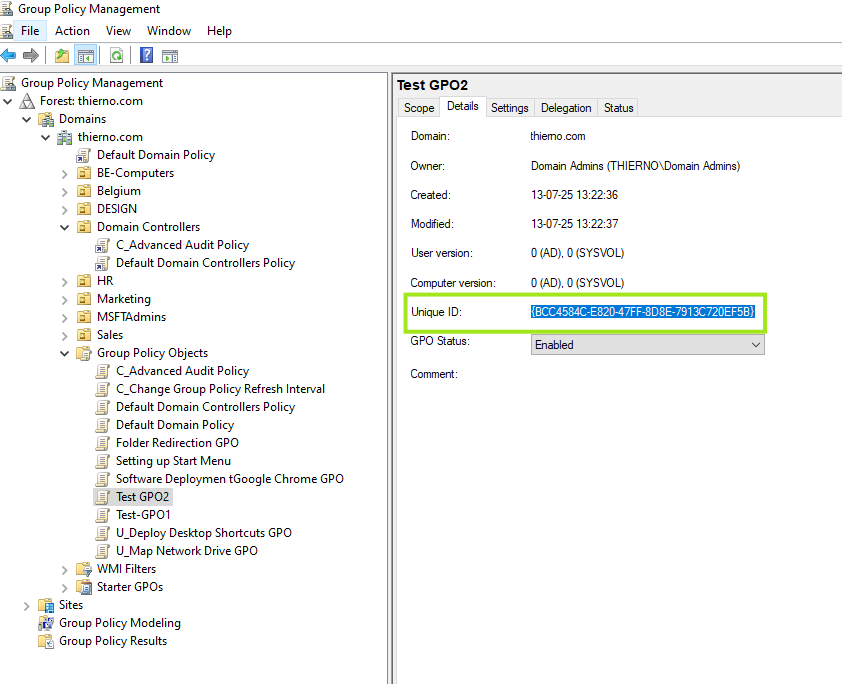 Group Policy Management
File Action View Window Help
Group Policy Management
Forest: thierno.com
Domains
thierno.com
Default Domain Policy
BE-Computers
Belgium
DESIGN
Domain Controllers
C_Advanced Audit Policy
Default Domain Controllers Policy
HR
Marketing
MSFTAdmins
Sales
Group Policy Objects
C_Advanced Audit Policy
C_Change Group Policy Refresh Interval
Default Domain Controllers Policy
Default Domain Policy
Folder Redirection GPO
Setting up Start Menu
Software Deploymen tGoogle Chrome GPO
Test GPO2
Test-GPO1
U_Deploy Desktop Shortcuts GPO
U_Map Network Drive GPO
WMI Filters
Starter GPOs
Sites
Group Policy Modeling
Group Policy Results
Test GPO2
Scope Details Settings Delegation Status
Domain: thierno.com
Owner: Domain Admins (THIERNO\Domain Admins)
Created: 13-07-25 13:22:36
Modified: 13-07-25 13:22:37
User version: 0 (AD), 0 (SYSVOL)
Computer version: 0 (AD), 0 (SYSVOL)
Unique ID: {BCC4584C-E820-47FF-8D8E-7913C720EF5B}
GPO Status: Enabled
Comment: